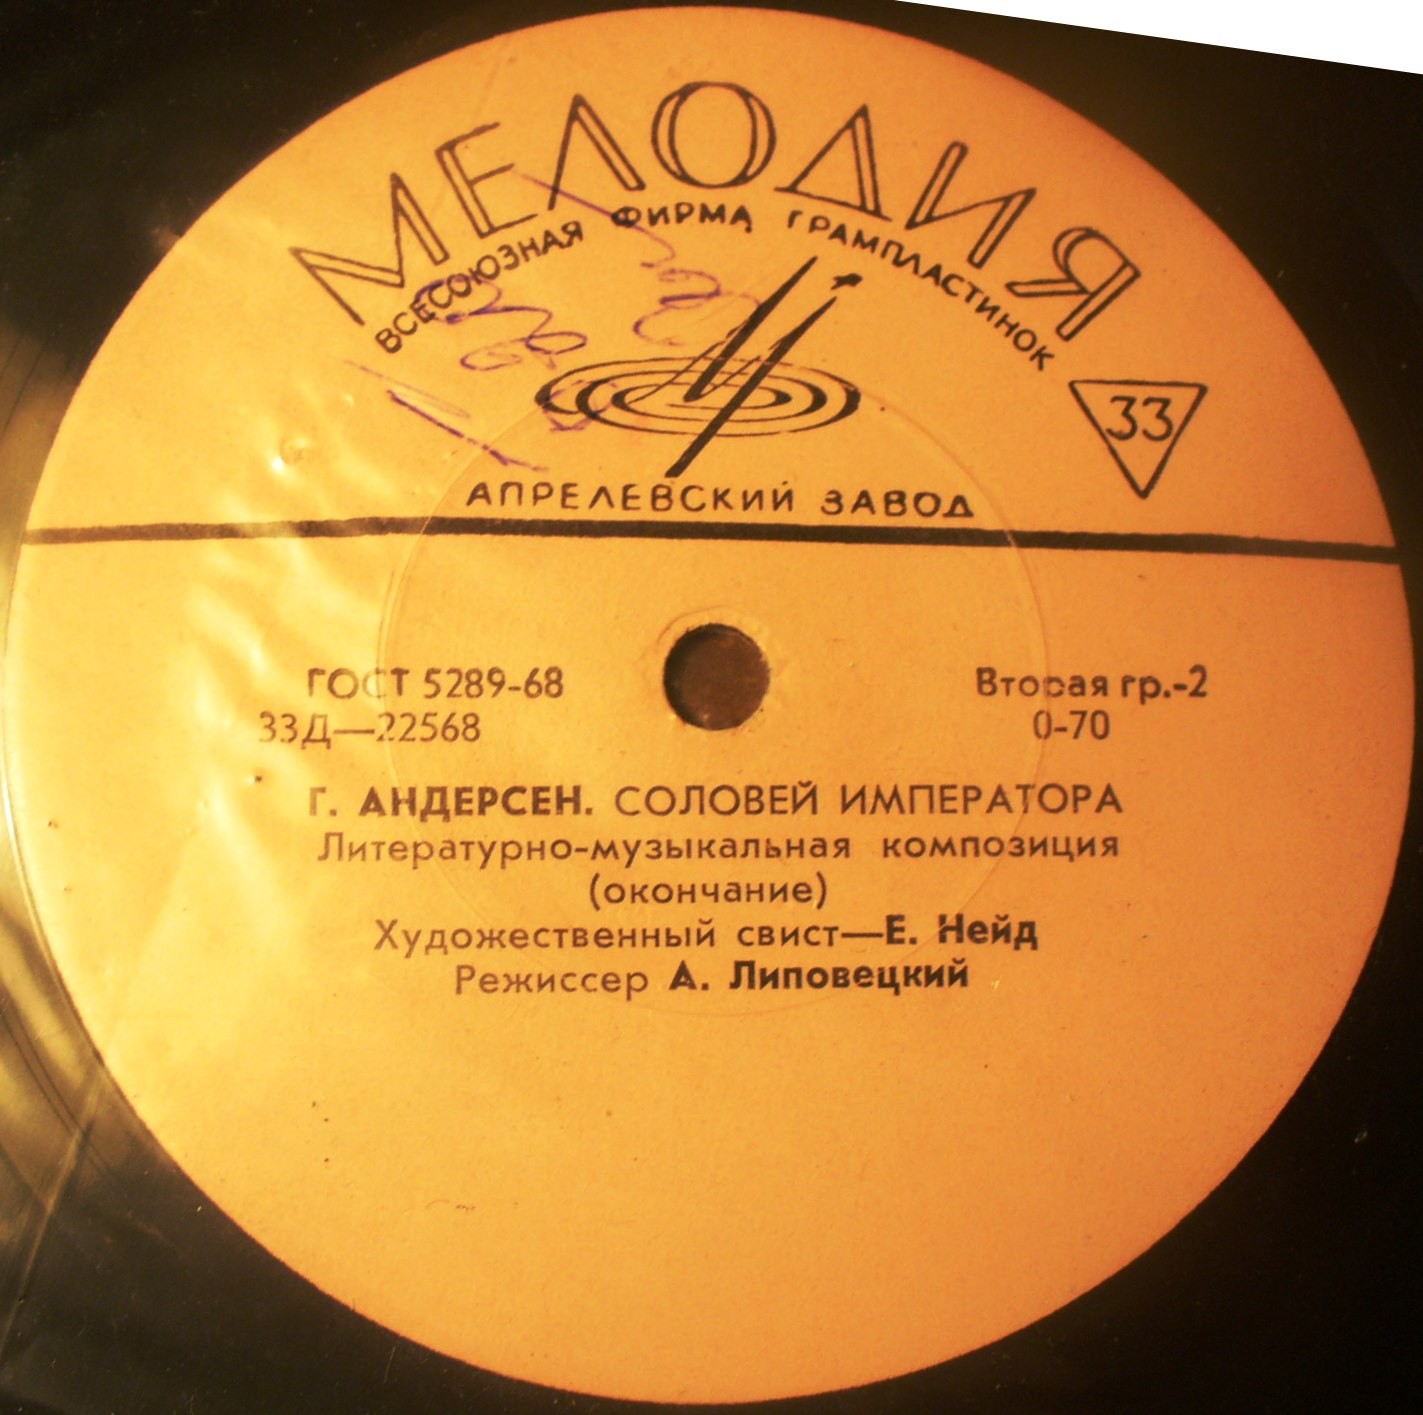 МЕЛОДИЯ
ВСЕСОЮЗНАЯ ФИРМА ГРАМПЛАСТИНОК
33
АПРЕЛЕВСКИЙ ЗАВОД
ГОСТ 5289-68
Вторая гр.-2
33Д—22568
0-70
Г. АНДЕРСЕН. СОЛОВЕЙ ИМПЕРАТОРА
Литературно-музыкальная композиция
(окончание)
Художественный свист—Е. Нейд
Режиссер А. Липовецкий